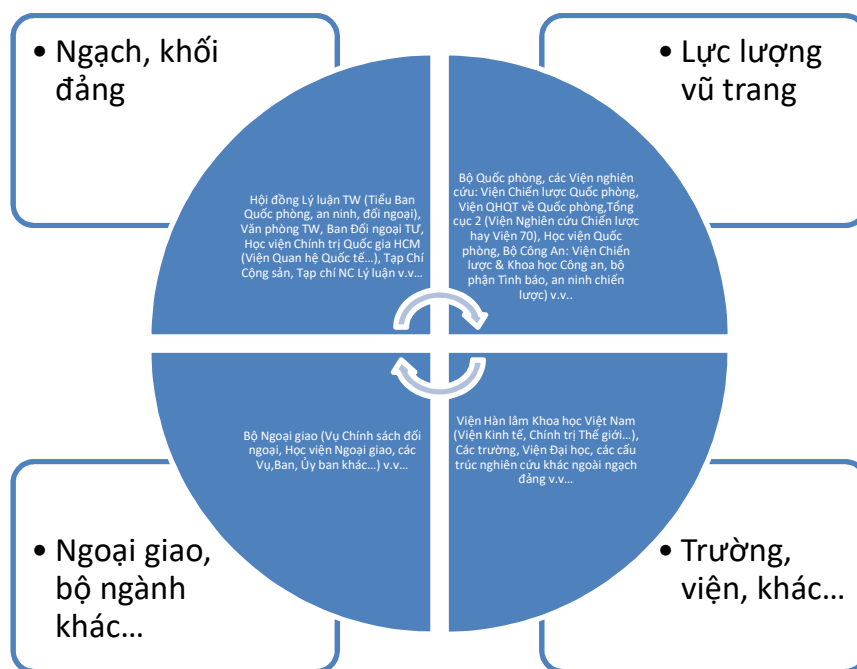 • Ngạch, khối
đảng
• Lực lượng
vũ trang
Hội đồng Lý luận TW (Tiểu Ban
Quốc phòng, an ninh, đối ngoại),
Văn phòng TW, Ban Đối ngoại TƯ,
Học viện Chính trị Quốc gia HCM
(Viện Quan hệ Quốc tế...), Tạp Chí
Cộng sản, Tạp chí NC Lý luận v.v...
Bộ Quốc phòng, các Viện nghiên
cứu: Viện Chiến lược Quốc phòng,
Viện QHQT về Quốc phòng,Tổng
cục 2 (Viện Nghiên cứu Chiến lược
hay Viện 70), Học viện Quốc
phòng, Bộ Công An: Viện Chiến
lược & Khoa học Công an, bộ
phận Tình báo, an ninh chiến
lược) v.v..
Bộ Ngoại giao (Vụ Chính sách đối
ngoại, Học viện Ngoại giao, các
Vụ,Ban, Ủy ban khác...) v.v...
Viện Hàn lâm Khoa học Việt Nam
(Viện Kinh tế, Chính trị Thế giới...),
Các trường, Viện Đại học, các cấu
trúc nghiên cứu khác ngoài ngạch
đảng v.v...
• Ngoại giao,
bộ ngành
khác...
• Trường,
viện, khác...